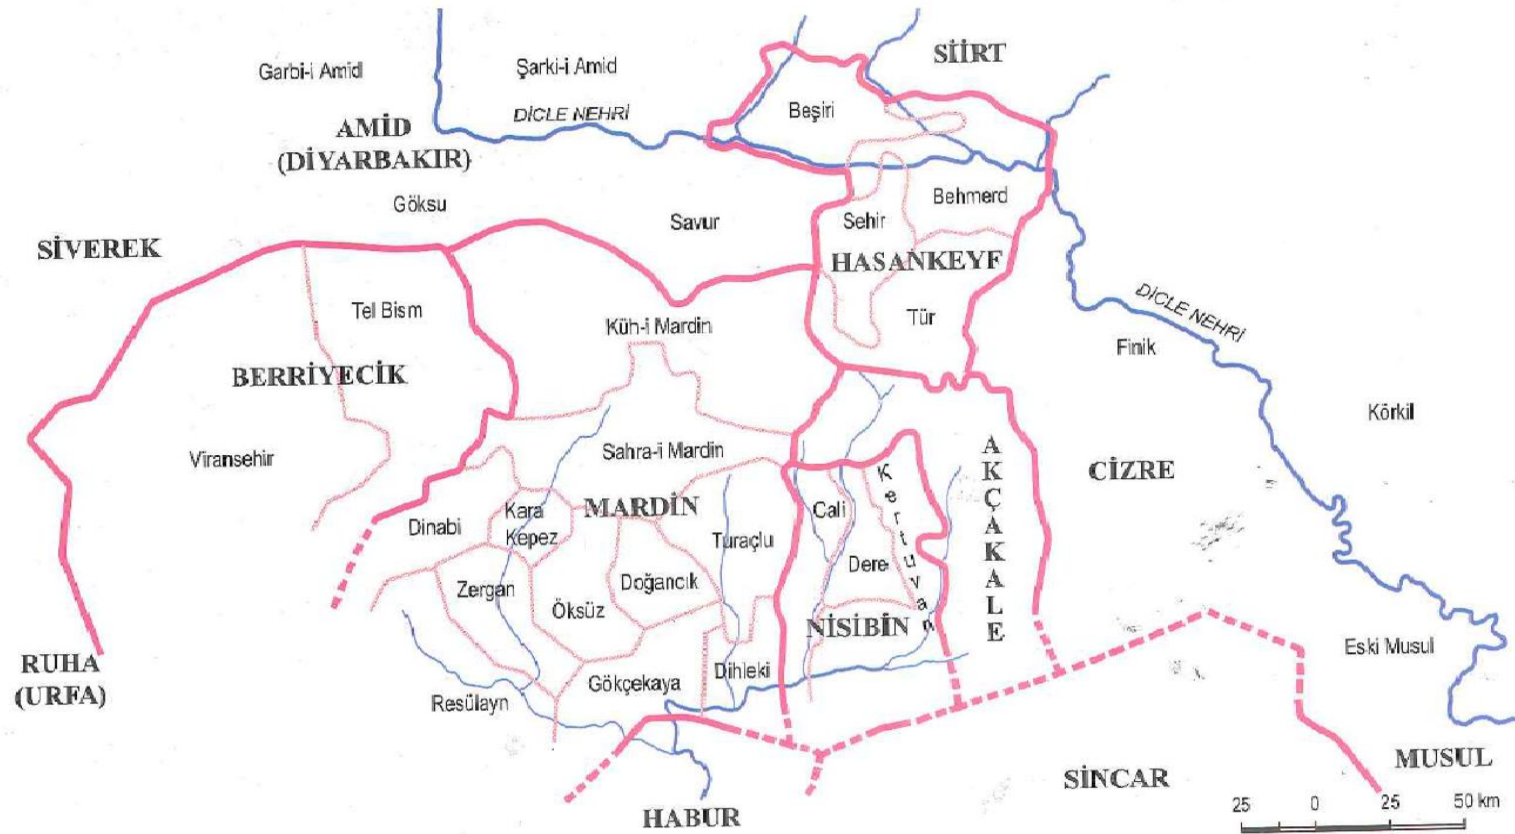 SİİRT
Garbi-i Amid
Şarki-i Amid
Beşiri
DİCLE NEHRİ
AMİD
(DİYARBAKIR)
Göksu
Savur
Sehir
Behmerd
SİVEREK
HASANKEYF
Tel Bism
Küh-i Mardin
Tür
DİCLE NEHRİ
Finik
BERRİYECİK
Körkil
Viransehir
Sahra-i Mardin
AKÇAKALE
CİZRE
Kertuvan
Dinabi
Kara
Kepez
MARDİN
Cali
Turaçlu
Dere
Zergan
Öksüz
Doğancık
NİSİBİN
RUHA
(URFA)
Resülayn
Gökçekaya
Dihleki
Eski Musul
MUSUL
SİNCAR
HABUR
25 0 25 50 km